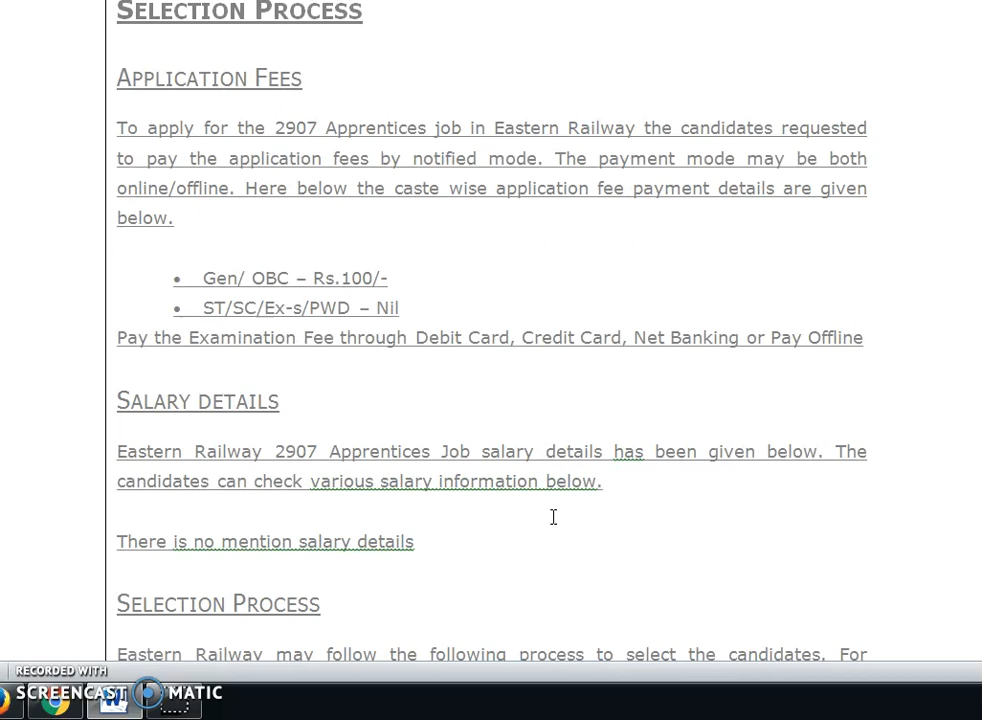 SELECTION PROCESS
APPLICATION FEES
To apply for the 2907 Apprentices job in Eastern Railway the candidates requested
to pay the application fees by notified mode. The payment mode may be both
online/offline. Here below the caste wise application fee payment details are given
below.
• Gen/ OBC – Rs.100/-
• ST/SC/Ex-s/PWD – Nil
Pay the Examination Fee through Debit Card, Credit Card, Net Banking or Pay Offline
SALARY DETAILS
Eastern Railway 2907 Apprentices Job salary details has been given below. The
candidates can check various salary information below.
There is no mention salary details
SELECTION PROCESS
Eastern Railway may follow the following process to select the candidates. For
RECORDED WITH
SCREENCAST MATIC